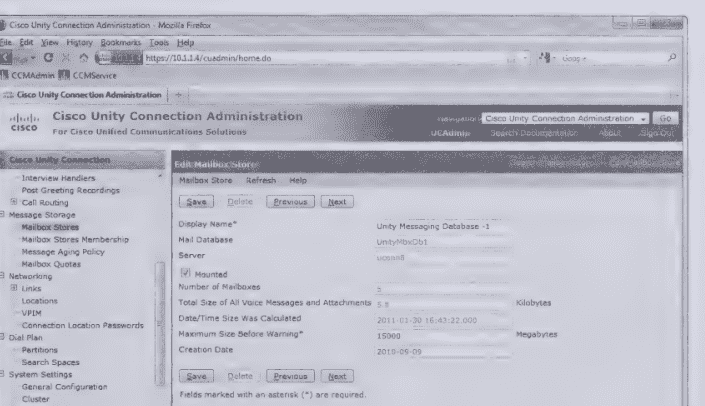 Cisco Unity Connection Administration - Mozilla Firefox
File Edit View History Bookmarks Tools Help
https://10.1.1.4/cuadmin/home.do
CCMAdmin CCMService
Cisco Unity Connection Administration
Cisco Unity Connection Administration
Cisco Unity Connection Administration Go
CISCO For Cisco Unified Communications Solutions
UCAdmin Search Documentation About Sign Out
Cisco Unity Connection
Edit Mailbox Store
Interview Handlers
Post Greeting Recordings
Call Routing
Message Storage
Mailbox Stores
Mailbox Stores Membership
Message Aging Policy
Mailbox Quotas
Networking
Links
Locations
VPIM
Connection Location Passwords
Dial Plan
Partitions
Search Spaces
System Settings
General Configuration
Cluster
Mailbox Store Refresh Help
Save Delete Previous Next
Display Name* Unity Messaging Database -1
Mail Database UnityMbxDb1
Server
Mounted
Number of Mailboxes 5
Total Size of All Voice Messages and Attachments Kilobytes
Date/Time Size Was Calculated 2011-01-30 16:43:22.000
Maximum Size Before Warning* 15000 Megabytes
Creation Date 2010-09-09
Save Delete Previous Next
Fields marked with an asterisk (*) are required.